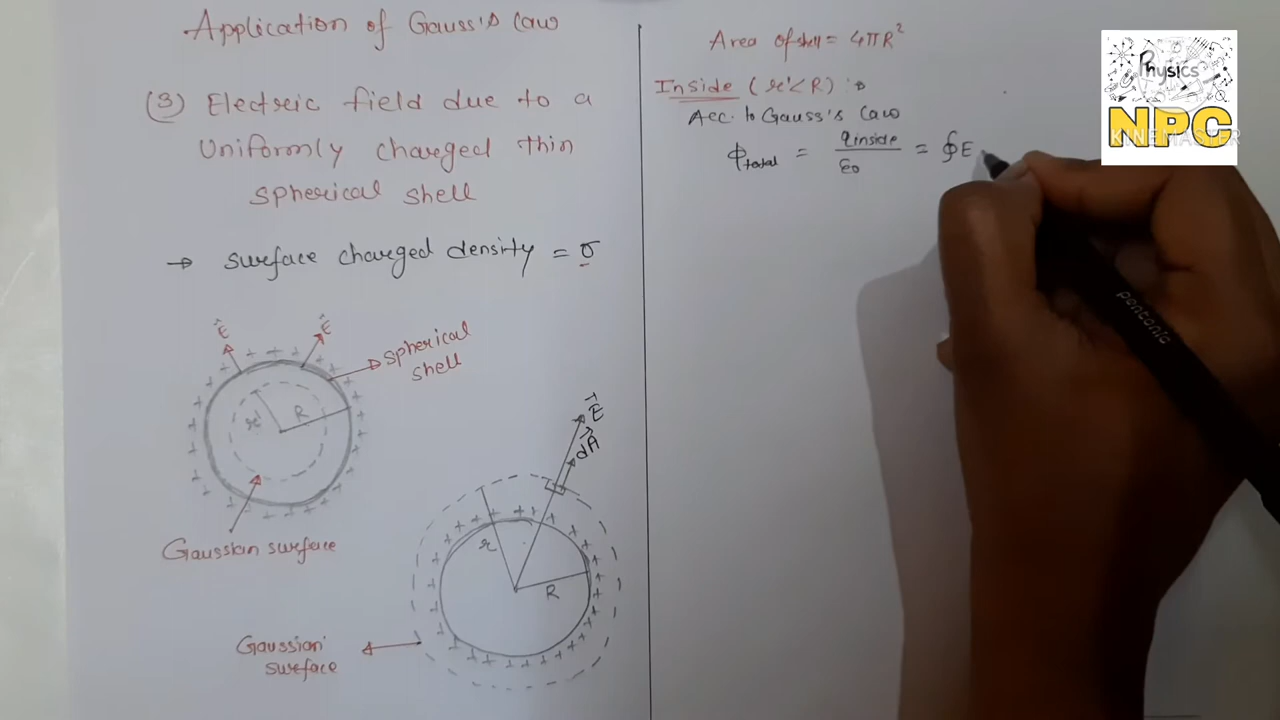 Application of Gauss's Law
(3) Electric field due to a
Uniformly charged thin
spherical shell
→ surface charged density = σ
E
E
spherical
shell
r'
R
Gaussian surface
E
dA
r
R
Gaussian
surface
Area of shell = 4πR²
Inside (r'<R) :
Acc. to Gauss's Law
ϕtotal = qinside/ε0 = ∮E
Physics
NPC
KINEMASTER
pentonic